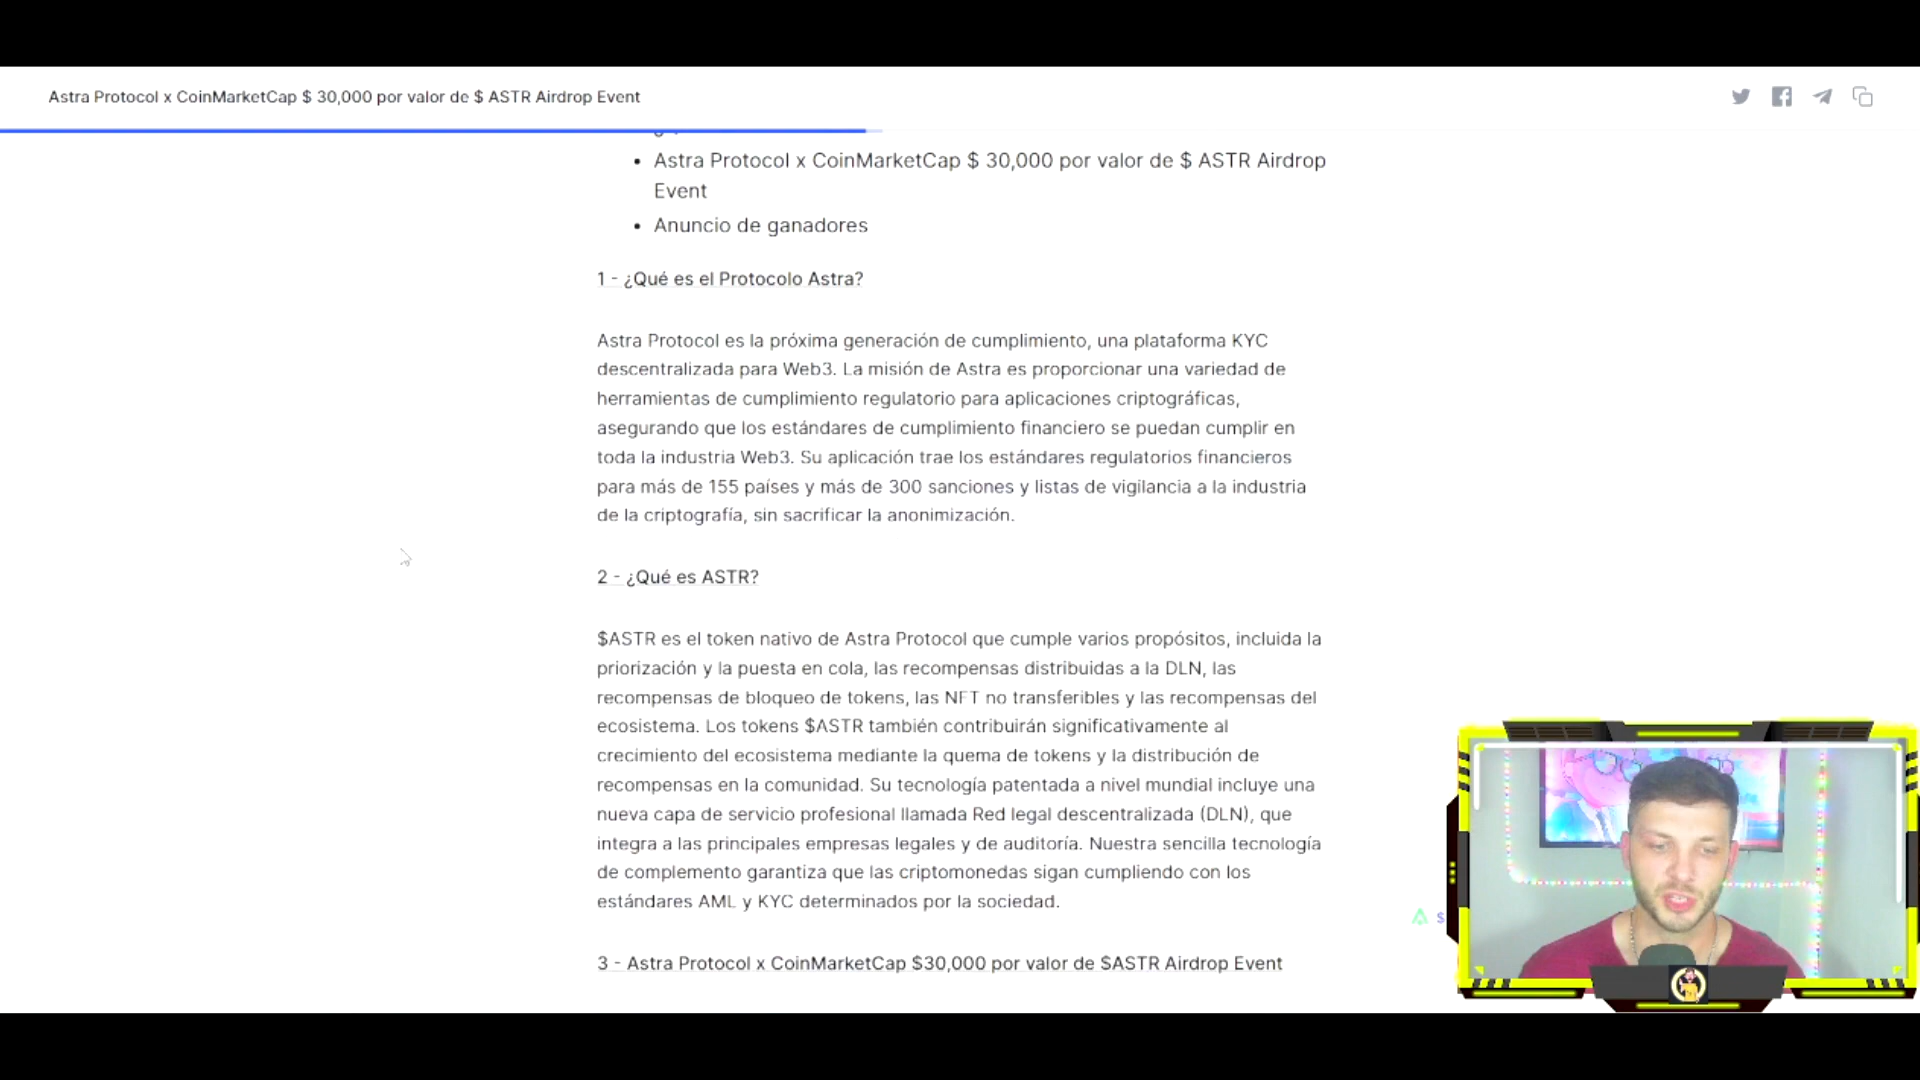 Astra Protocol x CoinMarketCap $ 30,000 por valor de $ ASTR Airdrop Event
• Astra Protocol x CoinMarketCap $ 30,000 por valor de $ ASTR Airdrop
Event
• Anuncio de ganadores
1 - ¿Qué es el Protocolo Astra?
Astra Protocol es la próxima generación de cumplimiento, una plataforma KYC
descentralizada para Web3. La misión de Astra es proporcionar una variedad de
herramientas de cumplimiento regulatorio para aplicaciones criptográficas,
asegurando que los estándares de cumplimiento financiero se puedan cumplir en
toda la industria Web3. Su aplicación trae los estándares regulatorios financieros
para más de 155 países y más de 300 sanciones y listas de vigilancia a la industria
de la criptografía, sin sacrificar la anonimización.
2 - ¿Qué es ASTR?
$ASTR es el token nativo de Astra Protocol que cumple varios propósitos, incluida la
priorización y la puesta en cola, las recompensas distribuidas a la DLN, las
recompensas de bloqueo de tokens, las NFT no transferibles y las recompensas del
ecosistema. Los tokens $ASTR también contribuirán significativamente al
crecimiento del ecosistema mediante la quema de tokens y la distribución de
recompensas en la comunidad. Su tecnología patentada a nivel mundial incluye una
nueva capa de servicio profesional llamada Red legal descentralizada (DLN), que
integra a las principales empresas legales y de auditoría. Nuestra sencilla tecnología
de complemento garantiza que las criptomonedas sigan cumpliendo con los
estándares AML y KYC determinados por la sociedad.
$
3 - Astra Protocol x CoinMarketCap $30,000 por valor de $ASTR Airdrop Event